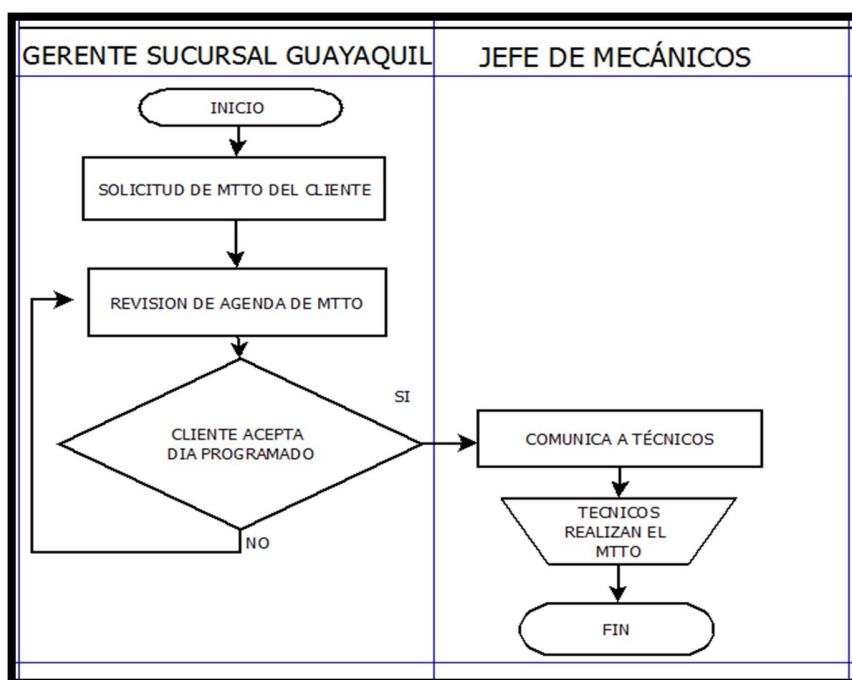 GERENTE SUCURSAL GUAYAQUIL
JEFE DE MECÁNICOS
INICIO
SOLICITUD DE MTTO DEL CLIENTE
REVISION DE AGENDA DE MTTO
CLIENTE ACEPTA
DIA PROGRAMADO
SI
NO
COMUNICA A TÉCNICOS
TECNICOS
REALIZAN EL
MTTO
FIN